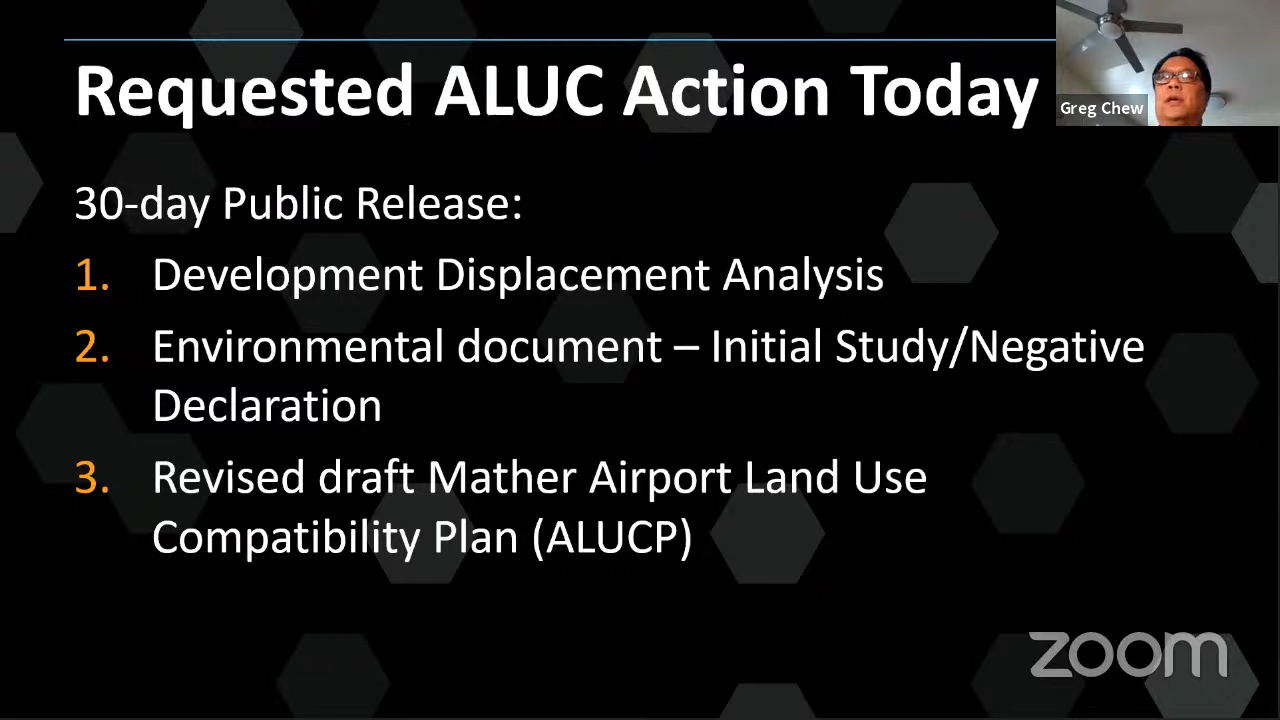 Requested ALUC Action Today
Greg Chew
30-day Public Release:
1. Development Displacement Analysis
2. Environmental document – Initial Study/Negative
Declaration
3. Revised draft Mather Airport Land Use
Compatibility Plan (ALUCP)
zoom